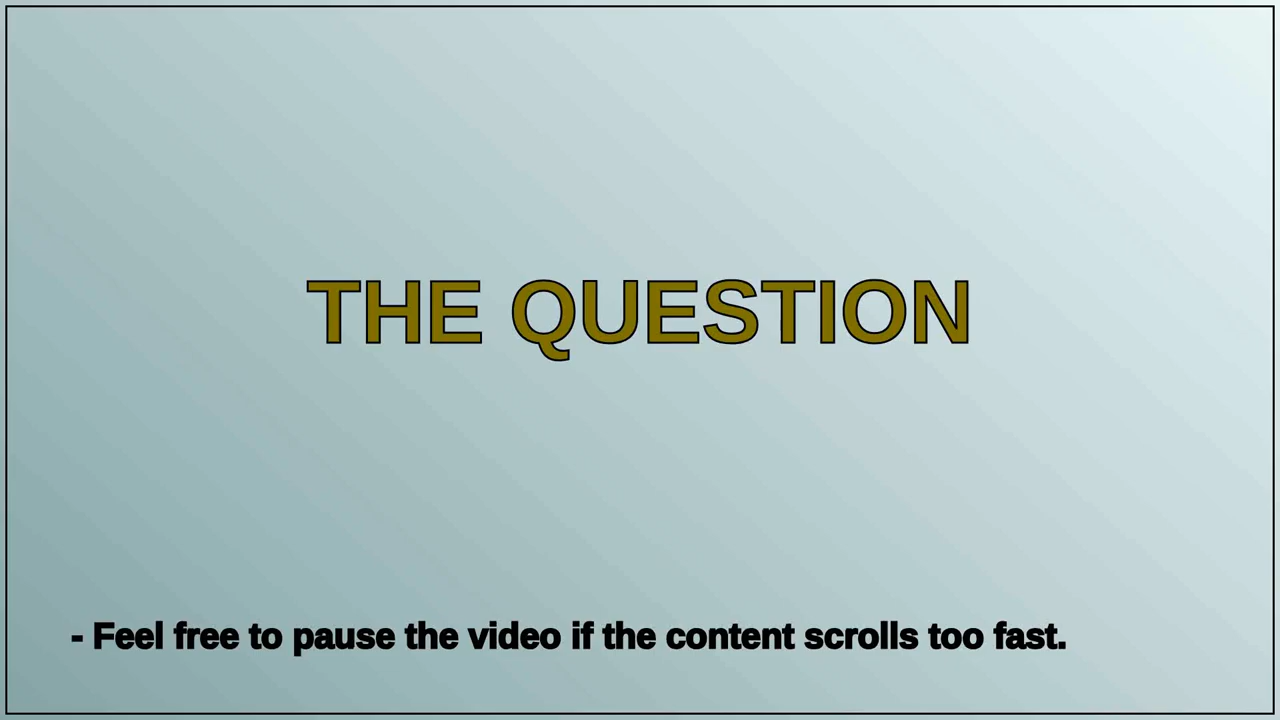 THE QUESTION
- Feel free to pause the video if the content scrolls too fast.